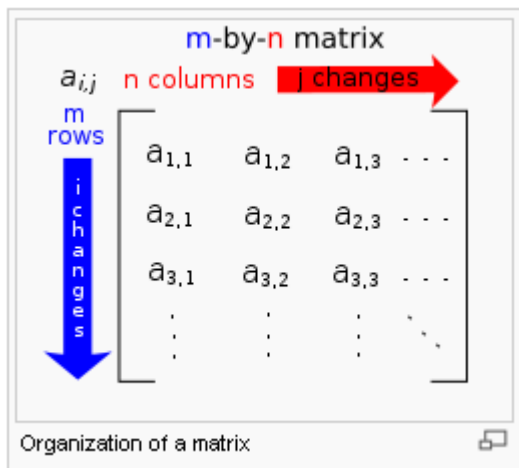 m-by-n matrix
a_{i,j} n columns j changes
m
rows
i changes
a_{1,1} a_{1,2} a_{1,3} . . .
a_{2,1} a_{2,2} a_{2,3} . . .
a_{3,1} a_{3,2} a_{3,3} . . .
⋮ ⋮ ⋮ ⋱
Organization of a matrix